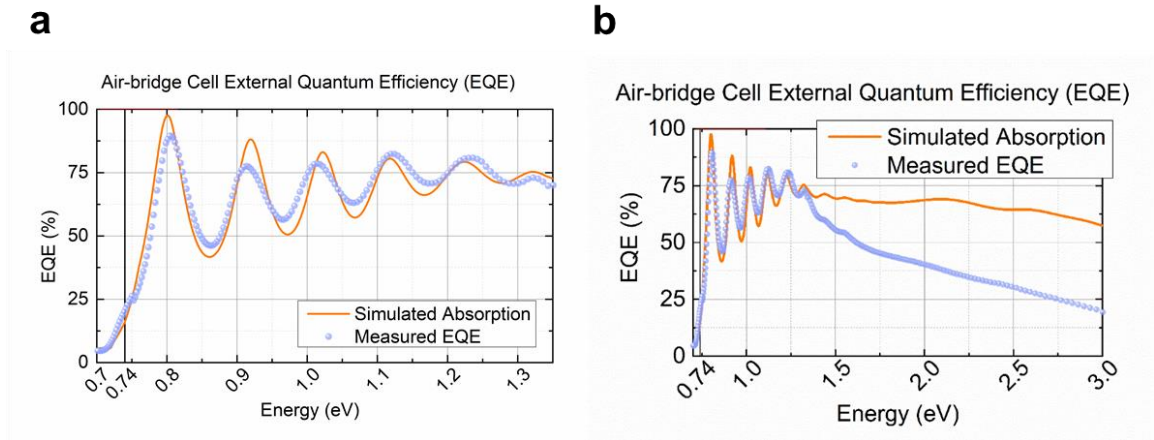 a
Air-bridge Cell External Quantum Efficiency (EQE)
EQE (%)
100
75
50
25
0
Simulated Absorption
Measured EQE
0.7 0.74 0.8 0.9 1.0 1.1 1.2 1.3
Energy (eV)
b
Air-bridge Cell External Quantum Efficiency (EQE)
EQE (%)
100
75
50
25
0
Simulated Absorption
Measured EQE
0.74 1.0 1.5 2.0 2.5 3.0
Energy (eV)